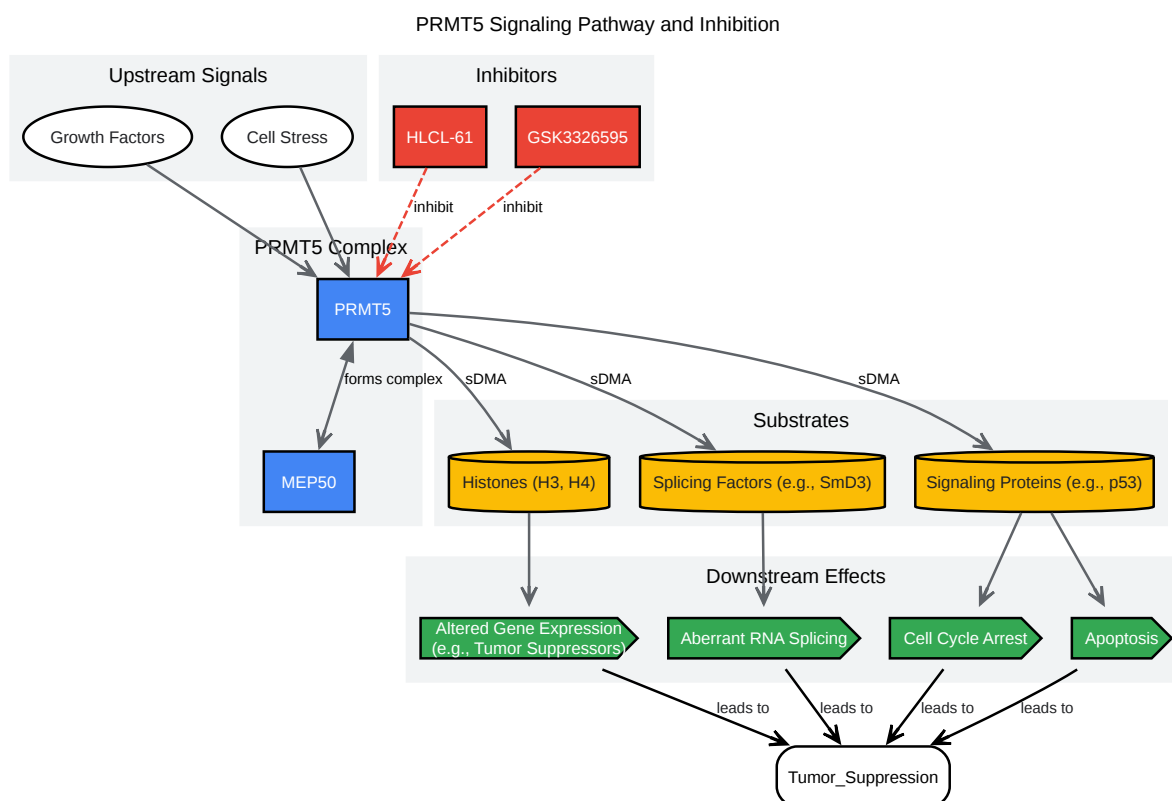 PRMT5 Signaling Pathway and Inhibition
Upstream Signals
Inhibitors
Growth Factors
Cell Stress
HLCL-61
GSK3326595
inhibit
inhibit
PRMT5 Complex
PRMT5
forms complex
sDMA
sDMA
sDMA
Substrates
MEP50
Histones (H3, H4)
Splicing Factors (e.g., SmD3)
Signaling Proteins (e.g., p53)
Downstream Effects
Altered Gene Expression
(e.g., Tumor Suppressors)
Aberrant RNA Splicing
Cell Cycle Arrest
Apoptosis
leads to
leads to
leads to
leads to
Tumor_Suppression